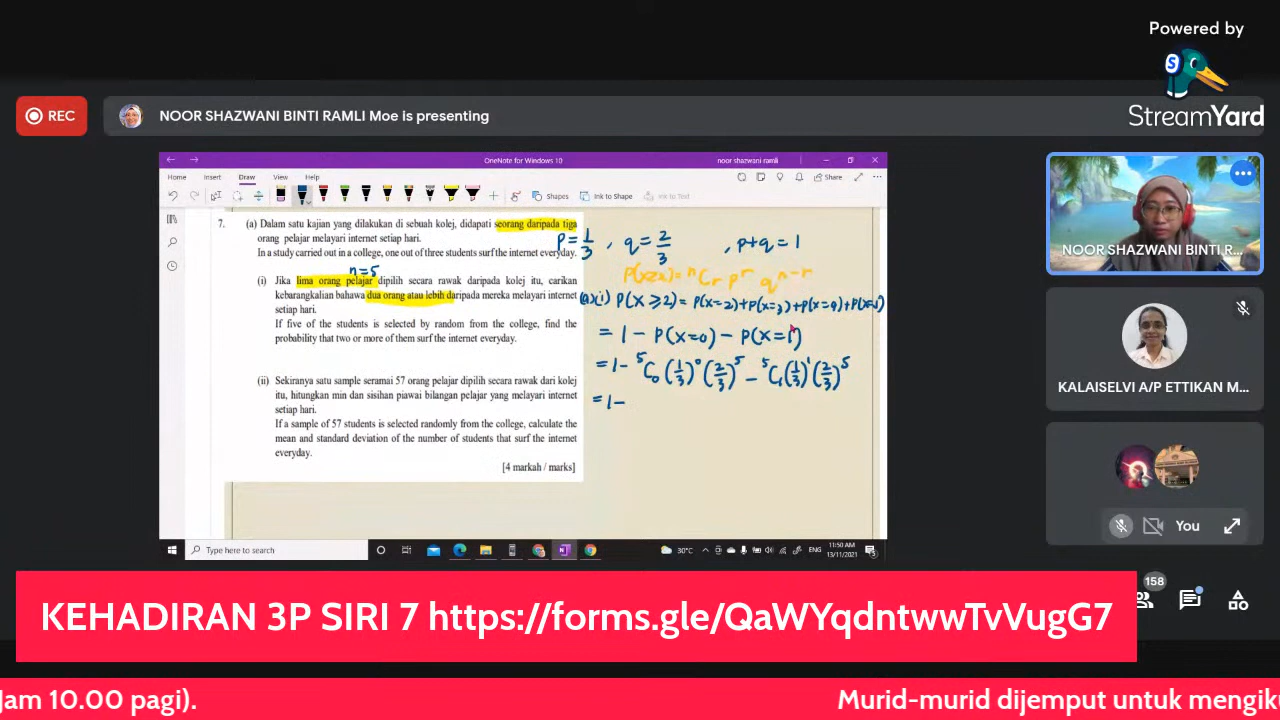 Powered by
S
StreamYard
REC
NOOR SHAZWANI BINTI RAMLI Moe is presenting
OneNote for Windows 10
noor shazwani ramli
Home Insert Draw View Help
Share
Shapes
Ink to Shape
Ink to Text
7. (a) Dalam satu kajian yang dilakukan di sebuah kolej, didapati seorang daripada tiga
orang pelajar melayari internet setiap hari.
In a study carried out in a college, one out of three students surf the internet everyday.
p = 1/3 , q = 2/3 , p+q = 1
n=5
(i) Jika lima orang pelajar dipilih secara rawak daripada kolej itu, carikan
kebarangkalian bahawa dua orang atau lebih daripada mereka melayari internet
setiap hari.
If five of the students is selected by random from the college, find the
probability that two or more of them surf the internet everyday.
(ii) Sekiranya satu sample seramai 57 orang pelajar dipilih secara rawak dari kolej
itu, hitungkan min dan sisihan piawai bilangan pelajar yang melayari internet
setiap hari.
If a sample of 57 students is selected randomly from the college, calculate the
mean and standard deviation of the number of students that surf the internet
everyday.
[4 markah / marks]
ⁿCᵣ pʳ qⁿ⁻ʳ
(a)(i) P(X ≥ 2) = P(X=2)+P(X=3)+P(X=4)+P(X=5)
= 1 - P(X=0) - P(X=1)
= 1- ⁵C₀ (1/3)⁰ (2/3)⁵ - ⁵C₁ (1/3)¹ (2/3)⁵
= 1-
Type here to search
30°C
ENG
11:50 AM
13/11/2021
NOOR SHAZWANI BINTI R...
KALAISELVI A/P ETTIKAN M...
You
158
KEHADIRAN 3P SIRI 7 https://forms.gle/QaWYqdntwwTvVugG7
Jam 10.00 pagi).
Murid-murid dijemput untuk mengik